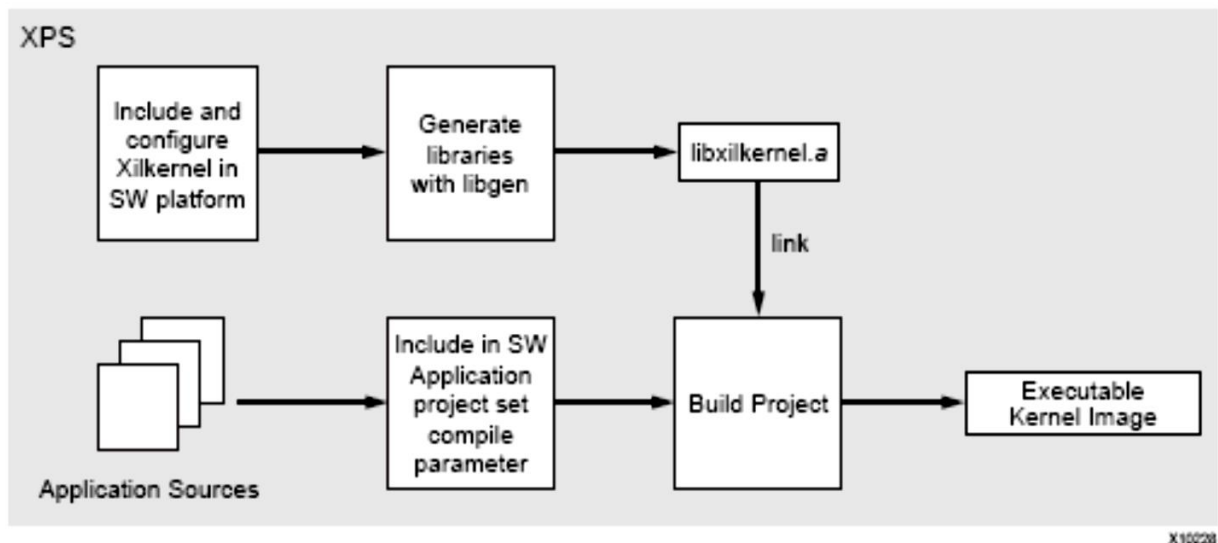 XPS
Include and
configure
Xilkernel in
SW platform
Generate
libraries
with libgen
libxilkernel.a
link
Application Sources
Include in SW
Application
project set
compile
parameter
Build Project
Executable
Kernel Image
X10228